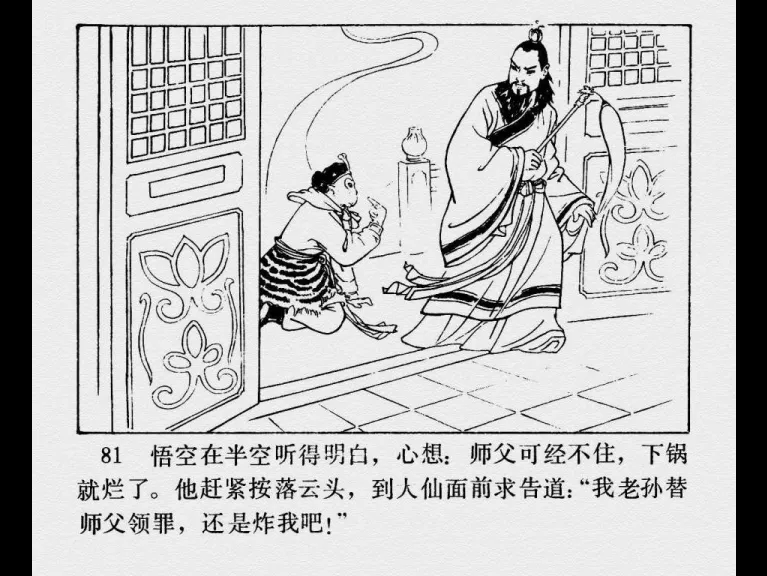 81 悟空在半空听得明白，心想：师父可经不住，下锅
就烂了。他赶紧按落云头，到大仙面前求告道：“我老孙替
师父领罪，还是炸我吧！”